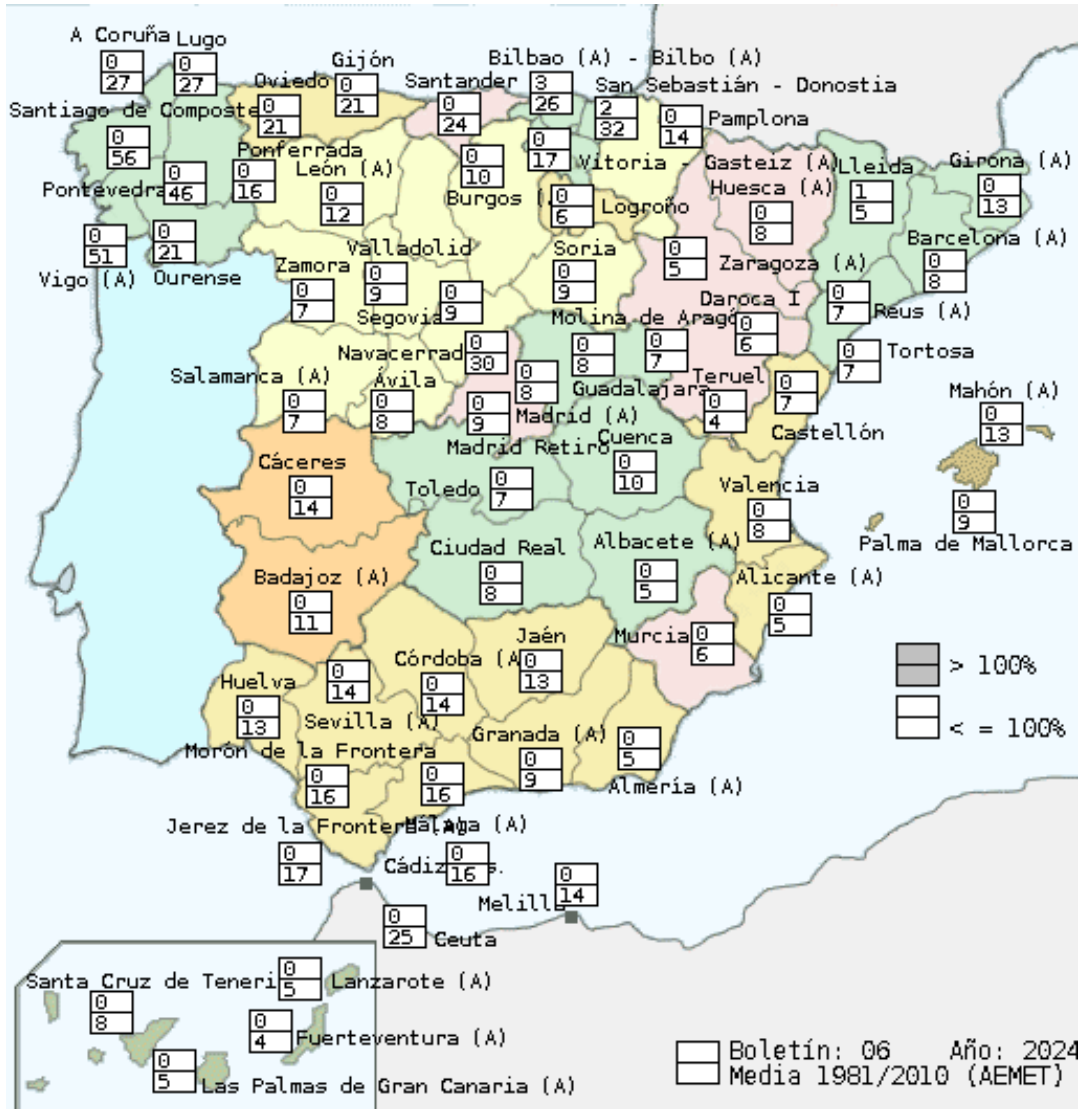 A Coruña
0
27
Lugo
0
27
Gijón
0
21
Oviedo
0
21
Santander
0
24
Bilbao (A) - Bilbo (A)
3
26
San Sebastián - Donostia
2
32
Pamplona
0
14
Santiago de Composte
0
56
Pontevedra
0
46
Ponferrada
0
16
León (A)
0
12
Burgos
0
10
Vitoria - Gasteiz (A)
0
17
Logroño
0
6
Huesca (A)
0
8
Lleida
1
5
Girona (A)
0
13
Vigo (A)
0
51
Ourense
0
21
Zamora
0
7
Valladolid
0
9
Segovia
0
9
Soria
0
9
Zaragoza (A)
0
5
Barcelona (A)
0
8
Daroca I
0
6
Reus (A)
0
7
Tortosa
0
7
Molina de Aragó
0
7
Navacerrad
0
30
Guadalajara
0
8
Salamanca (A)
0
7
Ávila
0
8
Madrid (A)
0
8
Madrid Retiro
0
9
Teruel
0
4
Castellón
0
7
Mahón (A)
0
13
Cáceres
0
14
Toledo
0
7
Cuenca
0
10
Valencia
0
8
Palma de Mallorca
0
9
Badajoz (A)
0
11
Ciudad Real
0
8
Albacete (A)
0
5
Alicante (A)
0
5
Murcia
0
6
Huelva
0
13
Sevilla (A)
0
14
Córdoba (A
0
14
Jaén
0
13
Morón de la Frontera
0
16
Granada (A)
0
9
Almería (A)
0
5
Jerez de la Frontera (A)
0
16
Málaga (A)
0
16
Cádiz
s.
0
17
0
Melilla
14
0
25
Ceuta
> 100%
< = 100%
Santa Cruz de Teneri
0
8
Lanzarote (A)
0
5
Fuerteventura (A)
0
4
Las Palmas de Gran Canaria (A)
0
5
Boletín: 06 Año: 2024
Media 1981/2010 (AEMET)